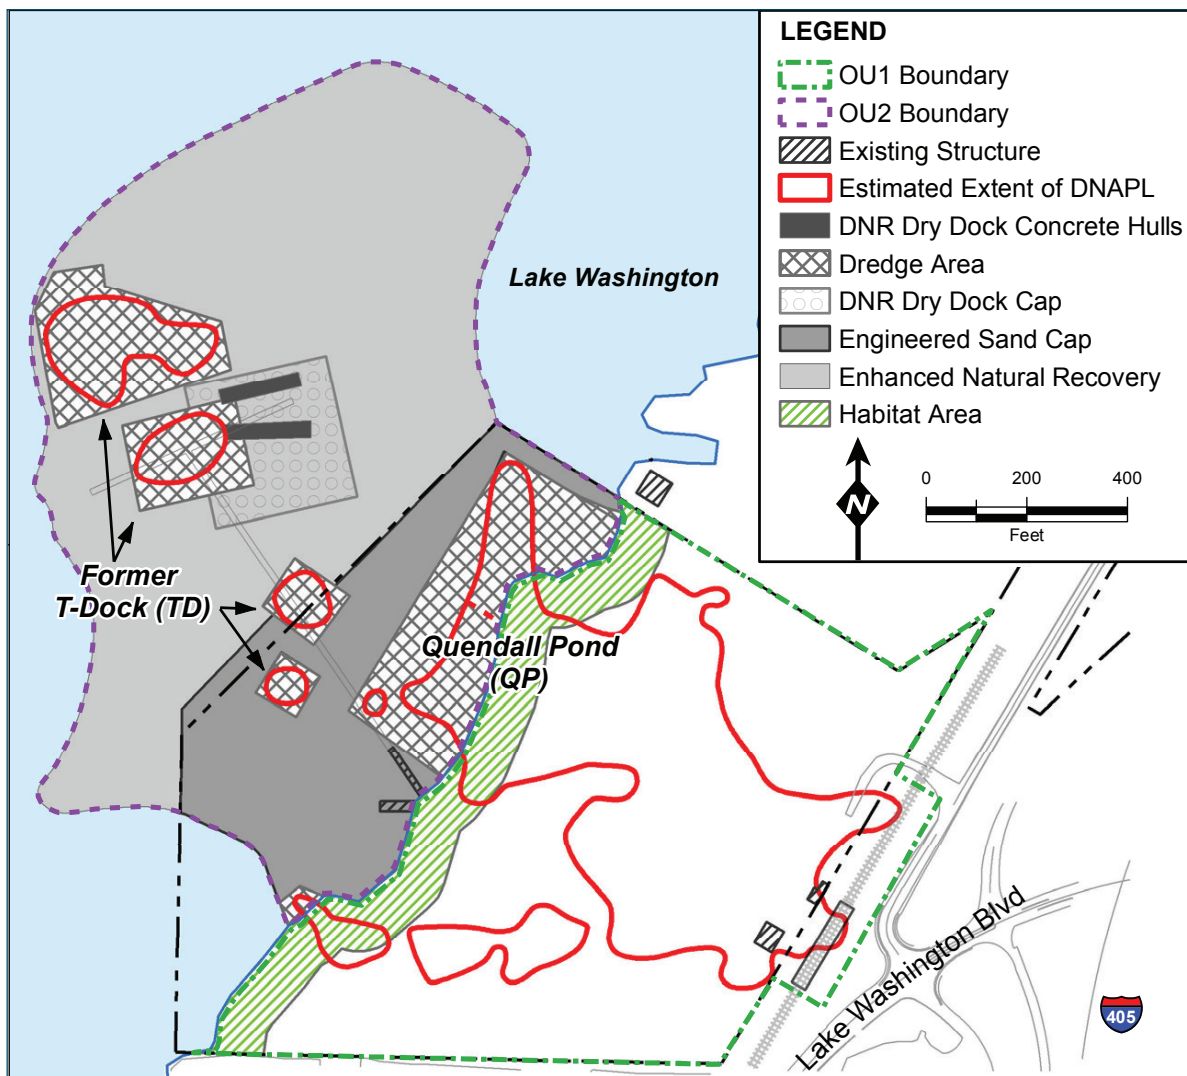 LEGEND
OU1 Boundary
OU2 Boundary
Existing Structure
Estimated Extent of DNAPL
DNR Dry Dock Concrete Hulls
Dredge Area
DNR Dry Dock Cap
Engineered Sand Cap
Enhanced Natural Recovery
Habitat Area
N
0 200 400
Feet
Lake Washington
Former
T-Dock (TD)
Quendall Pond
(QP)
Lake Washington Blvd
405